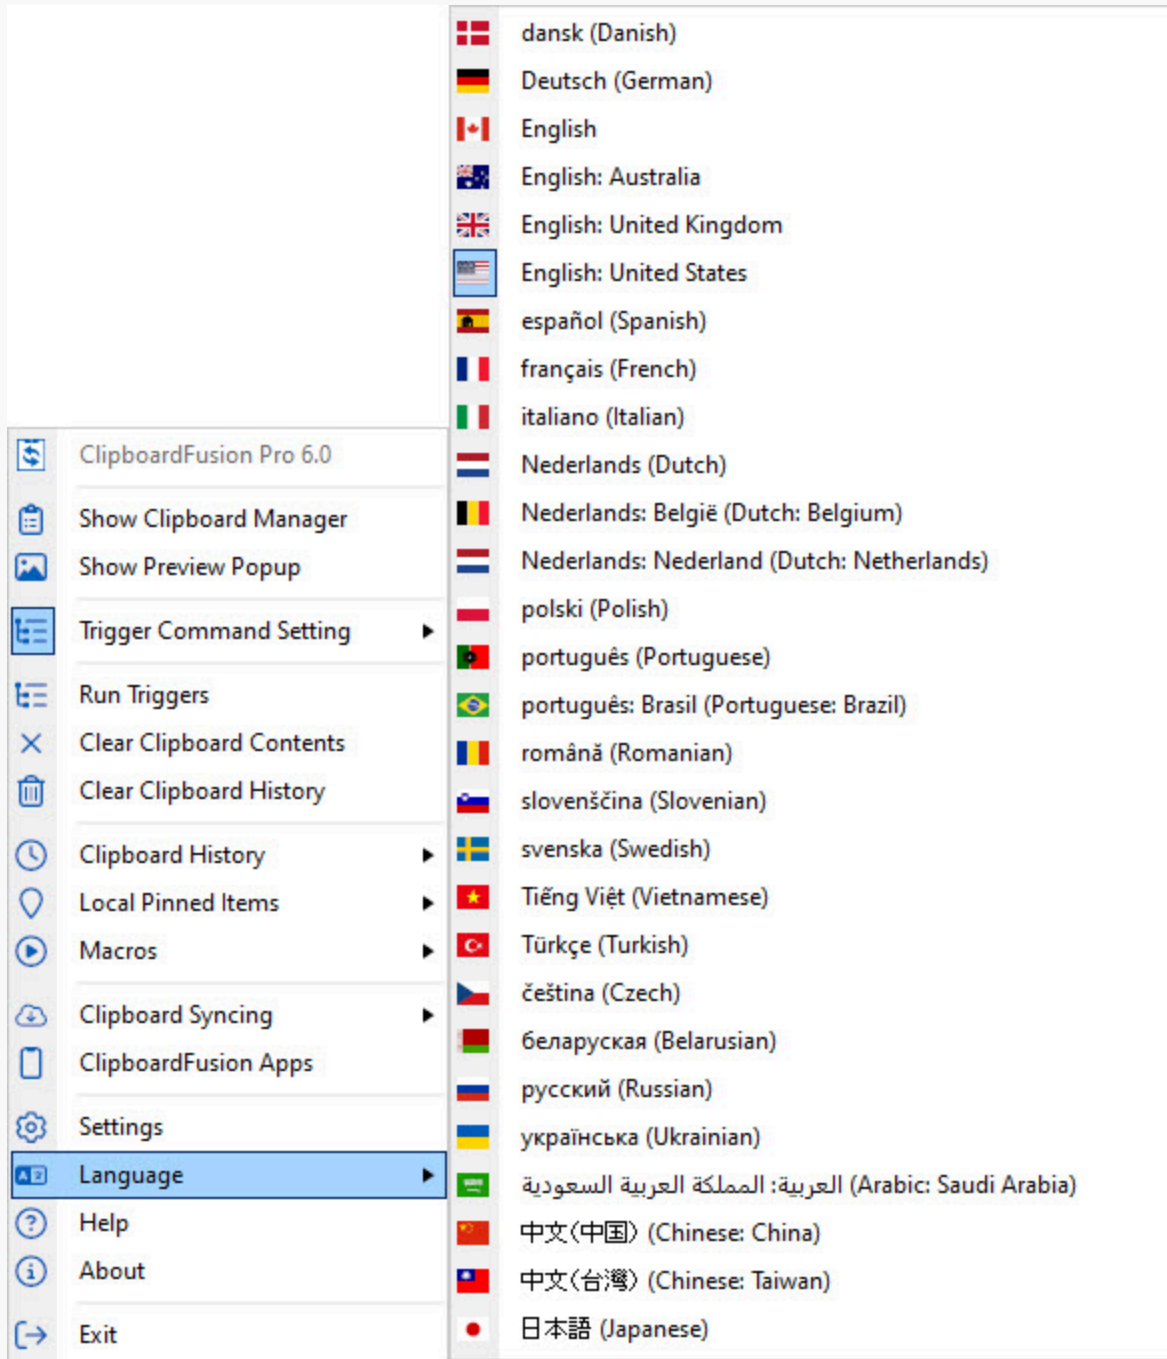 dansk (Danish)
Deutsch (German)
English
English: Australia
English: United Kingdom
English: United States
español (Spanish)
français (French)
italiano (Italian)
Nederlands (Dutch)
Nederlands: België (Dutch: Belgium)
Nederlands: Nederland (Dutch: Netherlands)
polski (Polish)
português (Portuguese)
português: Brasil (Portuguese: Brazil)
română (Romanian)
slovenščina (Slovenian)
svenska (Swedish)
Tiếng Việt (Vietnamese)
Türkçe (Turkish)
čeština (Czech)
беларуская (Belarusian)
русский (Russian)
українська (Ukrainian)
العربية: المملكة العربية السعودية (Arabic: Saudi Arabia)
中文(中国) (Chinese: China)
中文(台灣) (Chinese: Taiwan)
日本語 (Japanese)
ClipboardFusion Pro 6.0
Show Clipboard Manager
Show Preview Popup
Trigger Command Setting
Run Triggers
Clear Clipboard Contents
Clear Clipboard History
Clipboard History
Local Pinned Items
Macros
Clipboard Syncing
ClipboardFusion Apps
Settings
Language
Help
About
Exit